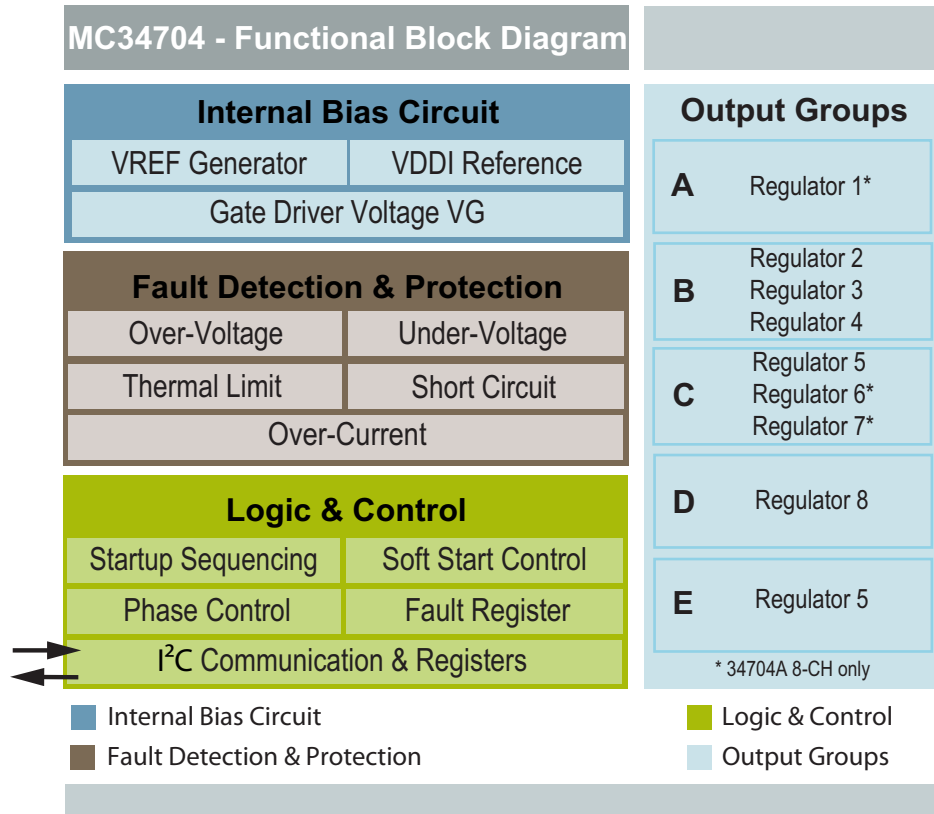 MC34704 - Functional Block Diagram
Internal Bias Circuit
VREF Generator
VDDI Reference
Gate Driver Voltage VG
Fault Detection & Protection
Over-Voltage
Under-Voltage
Thermal Limit
Short Circuit
Over-Current
Logic & Control
Startup Sequencing
Soft Start Control
Phase Control
Fault Register
I²C Communication & Registers
Output Groups
A
Regulator 1*
B
Regulator 2
Regulator 3
Regulator 4
C
Regulator 5
Regulator 6*
Regulator 7*
D
Regulator 8
E
Regulator 5
* 34704A 8-CH only
Internal Bias Circuit
Fault Detection & Protection
Logic & Control
Output Groups